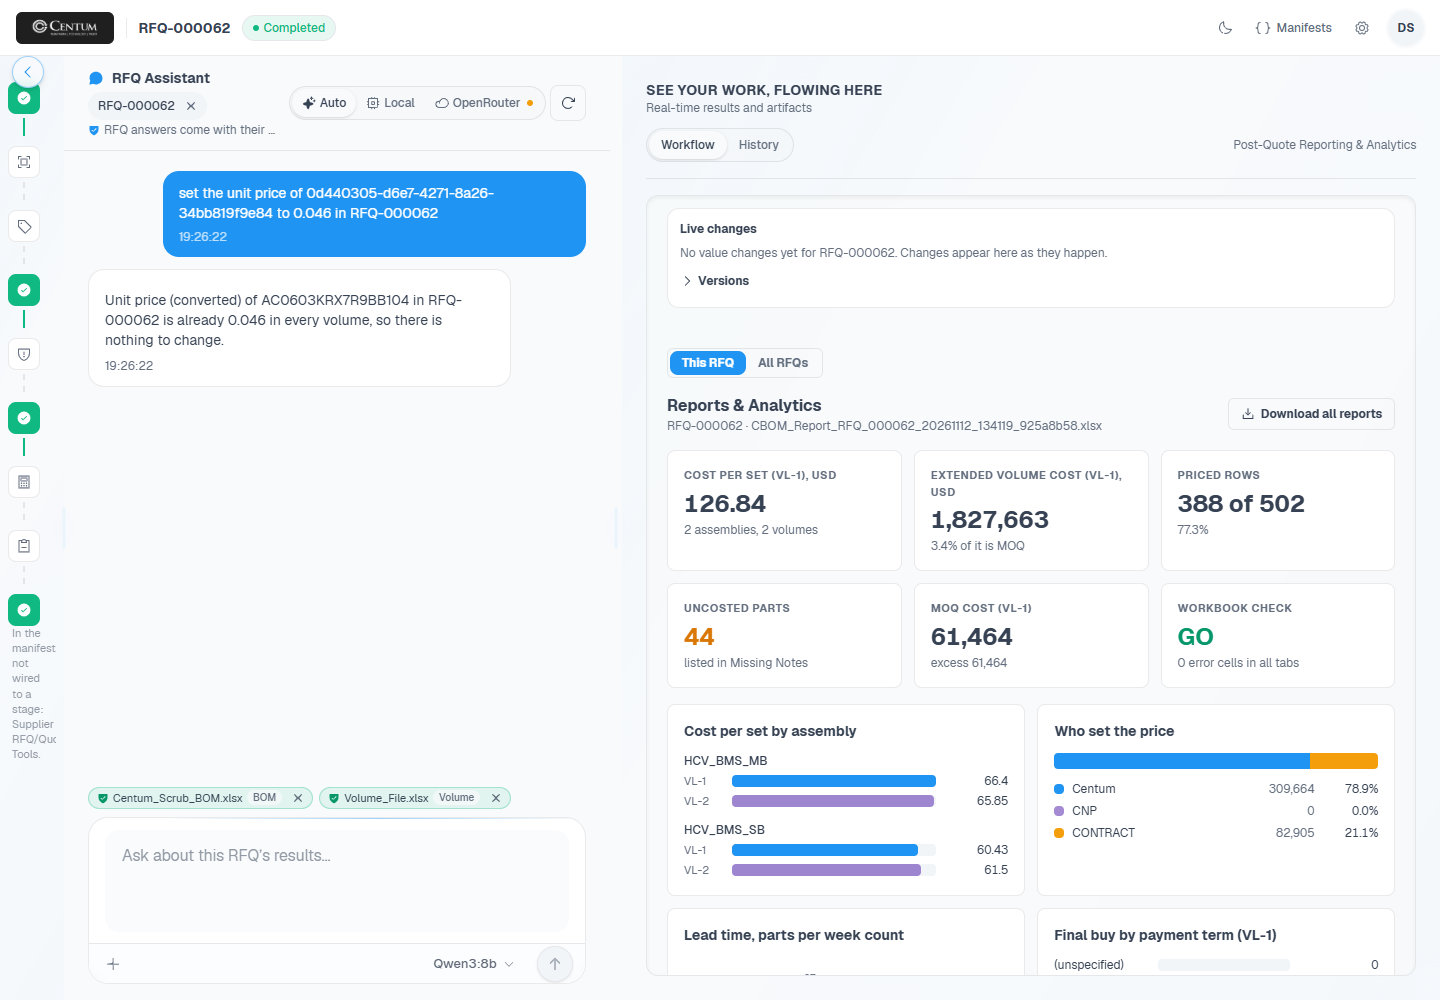 CENTUM
RFQ-000062
Completed
{ } Manifests
DS
RFQ Assistant
RFQ-000062
Auto
Local
OpenRouter
RFQ answers come with their ...
set the unit price of 0d440305-d6e7-4271-8a26-
34bb819f9e84 to 0.046 in RFQ-000062
19:26:22
Unit price (converted) of AC0603KRX7R9BB104 in RFQ-
000062 is already 0.046 in every volume, so there is
nothing to change.
19:26:22
In the
manifest
not
wired
to a
stage:
Supplier
RFQ/Quo
Tools.
Centum_Scrub_BOM.xlsx BOM
Volume_File.xlsx Volume
Ask about this RFQ's results...
Qwen3:8b
SEE YOUR WORK, FLOWING HERE
Real-time results and artifacts
Workflow
History
Post-Quote Reporting & Analytics
Live changes
No value changes yet for RFQ-000062. Changes appear here as they happen.
Versions
This RFQ
All RFQs
Reports & Analytics
RFQ-000062 · CBOM_Report_RFQ_000062_20261112_134119_925a8b58.xlsx
Download all reports
COST PER SET (VL-1), USD
126.84
2 assemblies, 2 volumes
EXTENDED VOLUME COST (VL-1),
USD
1,827,663
3.4% of it is MOQ
PRICED ROWS
388 of 502
77.3%
UNCOSTED PARTS
44
listed in Missing Notes
MOQ COST (VL-1)
61,464
excess 61,464
WORKBOOK CHECK
GO
0 error cells in all tabs
Cost per set by assembly
HCV_BMS_MB
VL-1 66.4
VL-2 65.85
HCV_BMS_SB
VL-1 60.43
VL-2 61.5
Who set the price
Centum 309,664 78.9%
CNP 0 0.0%
CONTRACT 82,905 21.1%
Lead time, parts per week count
Final buy by payment term (VL-1)
(unspecified) 0